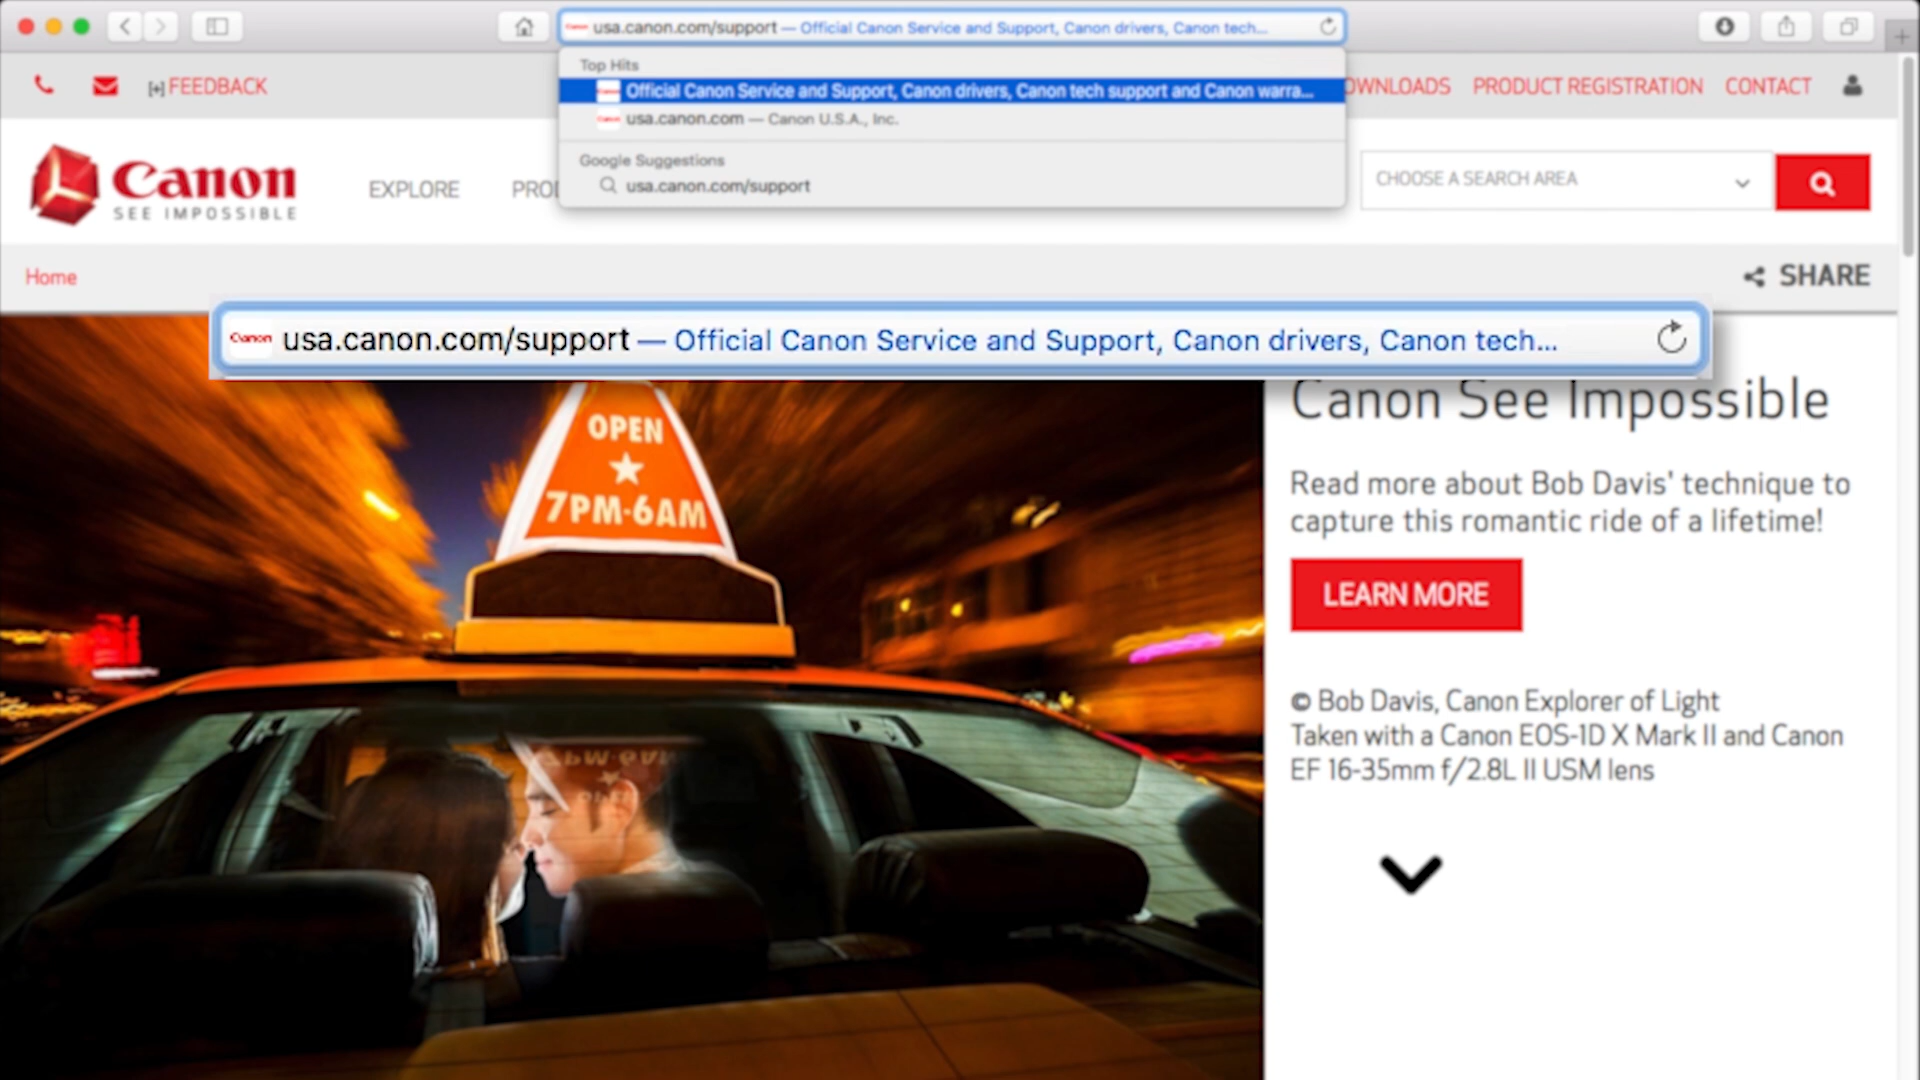 Canon usa.canon.com/support — Official Canon Service and Support, Canon drivers, Canon tech...
Top Hits
Official Canon Service and Support, Canon drivers, Canon tech support and Canon warra...
usa.canon.com — Canon U.S.A., Inc.
Google Suggestions
usa.canon.com/support
[+] FEEDBACK
OWNLOADS PRODUCT REGISTRATION CONTACT
Canon
SEE IMPOSSIBLE
EXPLORE PROD
CHOOSE A SEARCH AREA
Home
SHARE
Canon usa.canon.com/support — Official Canon Service and Support, Canon drivers, Canon tech...
OPEN
7PM·6AM
Canon See Impossible
Read more about Bob Davis' technique to
capture this romantic ride of a lifetime!
LEARN MORE
© Bob Davis, Canon Explorer of Light
Taken with a Canon EOS-1D X Mark II and Canon
EF 16-35mm f/2.8L II USM lens